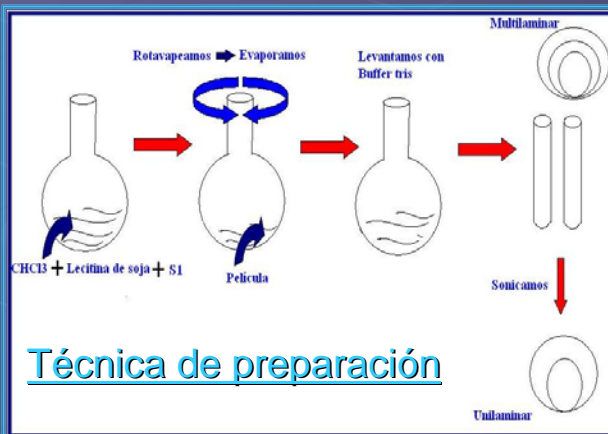 Multilaminar
Rotavapeamos ➡ Evaporamos
Levantamos con
Buffer tris
CHCl3 + Lecitina de soja + S1
Película
Sonicamos
Técnica de preparación
Unilaminar